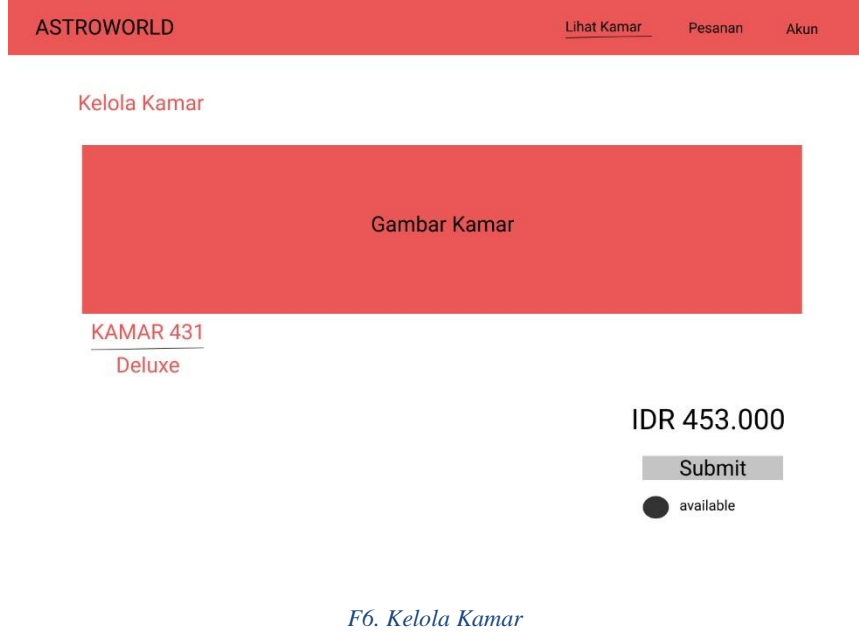 ASTROWORLD
Lihat Kamar Pesanan Akun
Kelola Kamar
Gambar Kamar
KAMAR 431
Deluxe
IDR 453.000
Submit
available
F6. Kelola Kamar